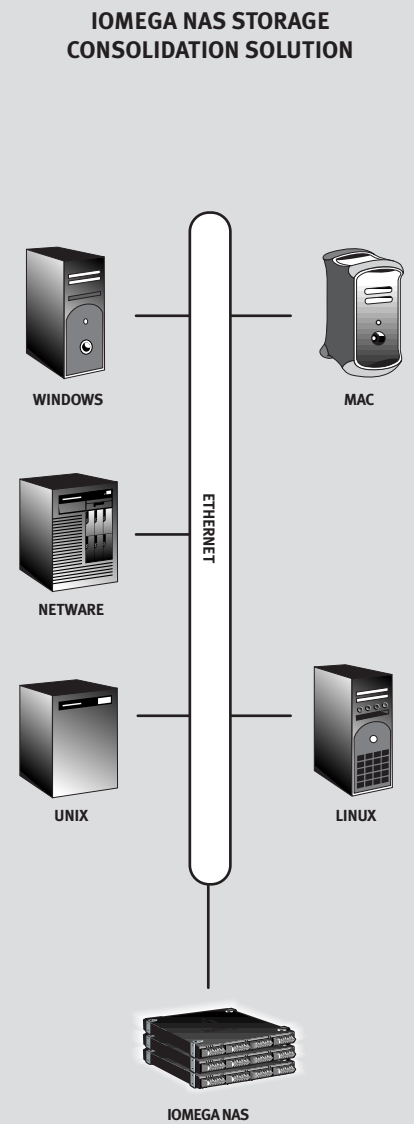 IOMEGA NAS STORAGE
CONSOLIDATION SOLUTION
WINDOWS
MAC
ETHERNET
NETWARE
UNIX
LINUX
IOMEGA NAS